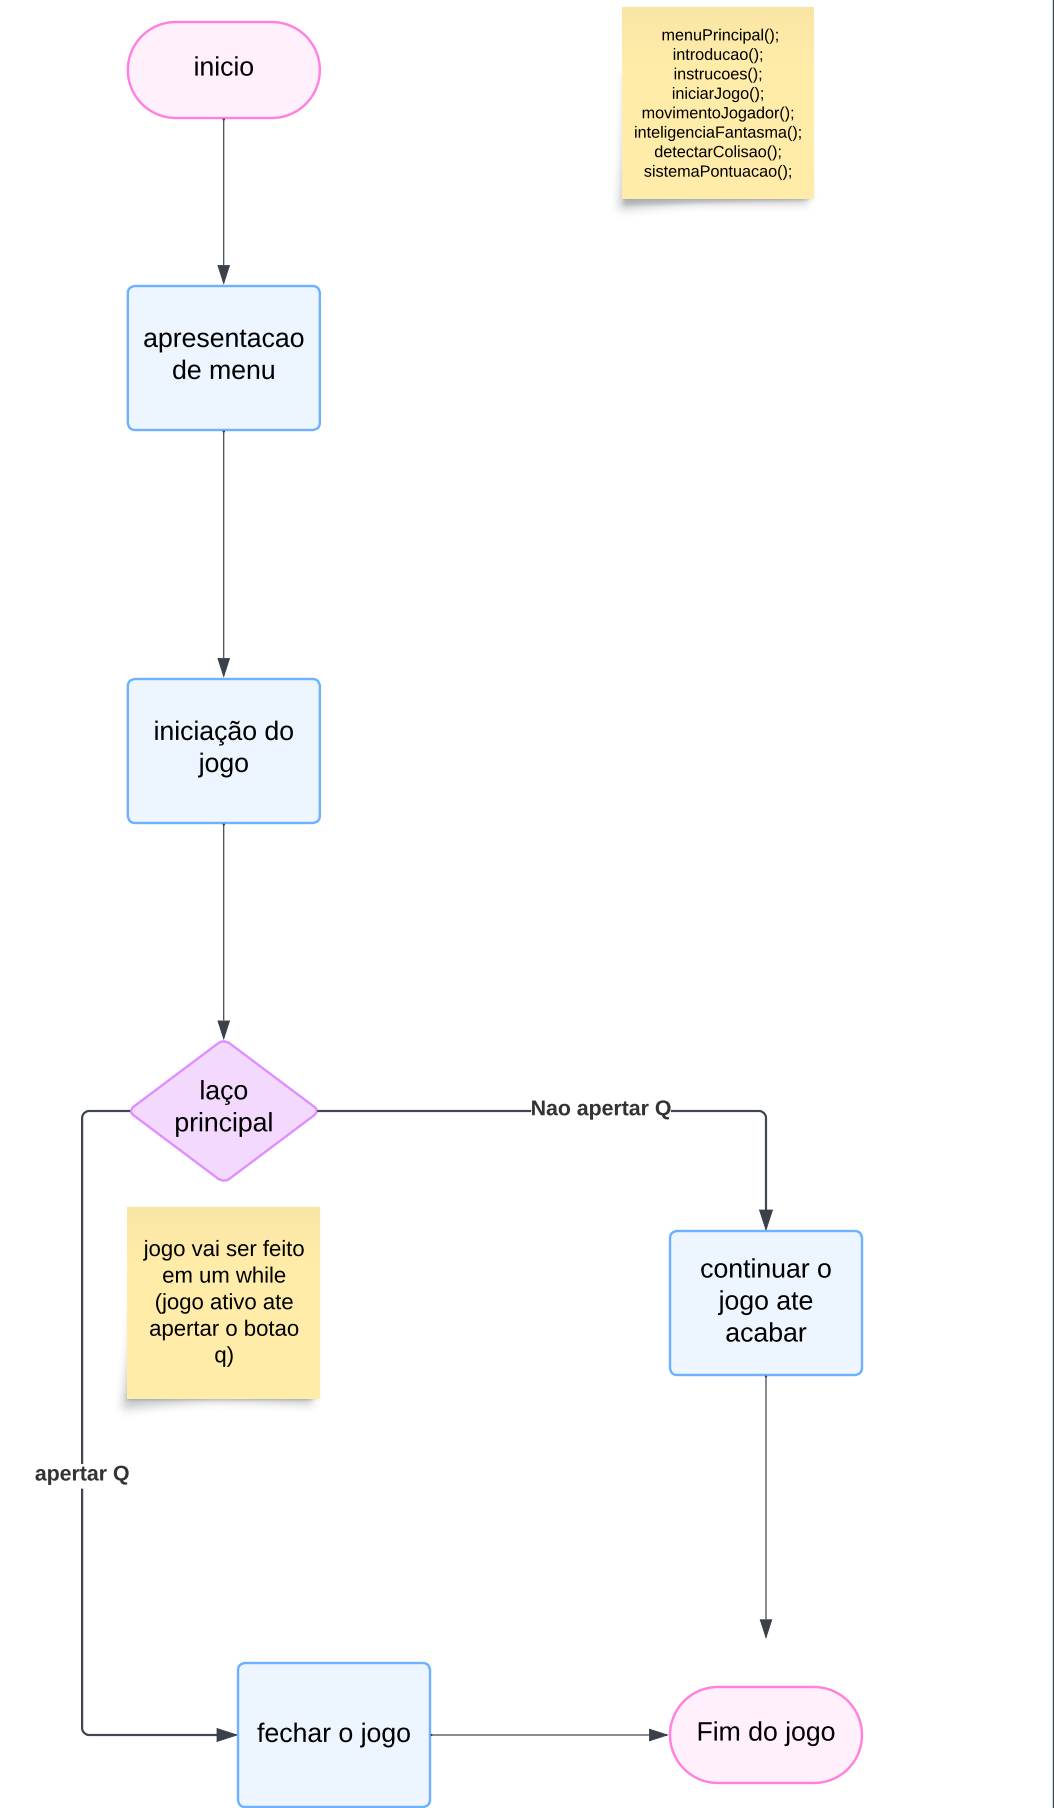 inicio
menuPrincipal();
introducao();
instrucoes();
iniciarJogo();
movimentoJogador();
inteligenciaFantasma();
detectarColisao();
sistemaPontuacao();
apresentacao
de menu
iniciação do
jogo
laço
principal
Nao apertar Q
jogo vai ser feito
em um while
(jogo ativo ate
apertar o botao
q)
continuar o
jogo ate
acabar
apertar Q
fechar o jogo
Fim do jogo